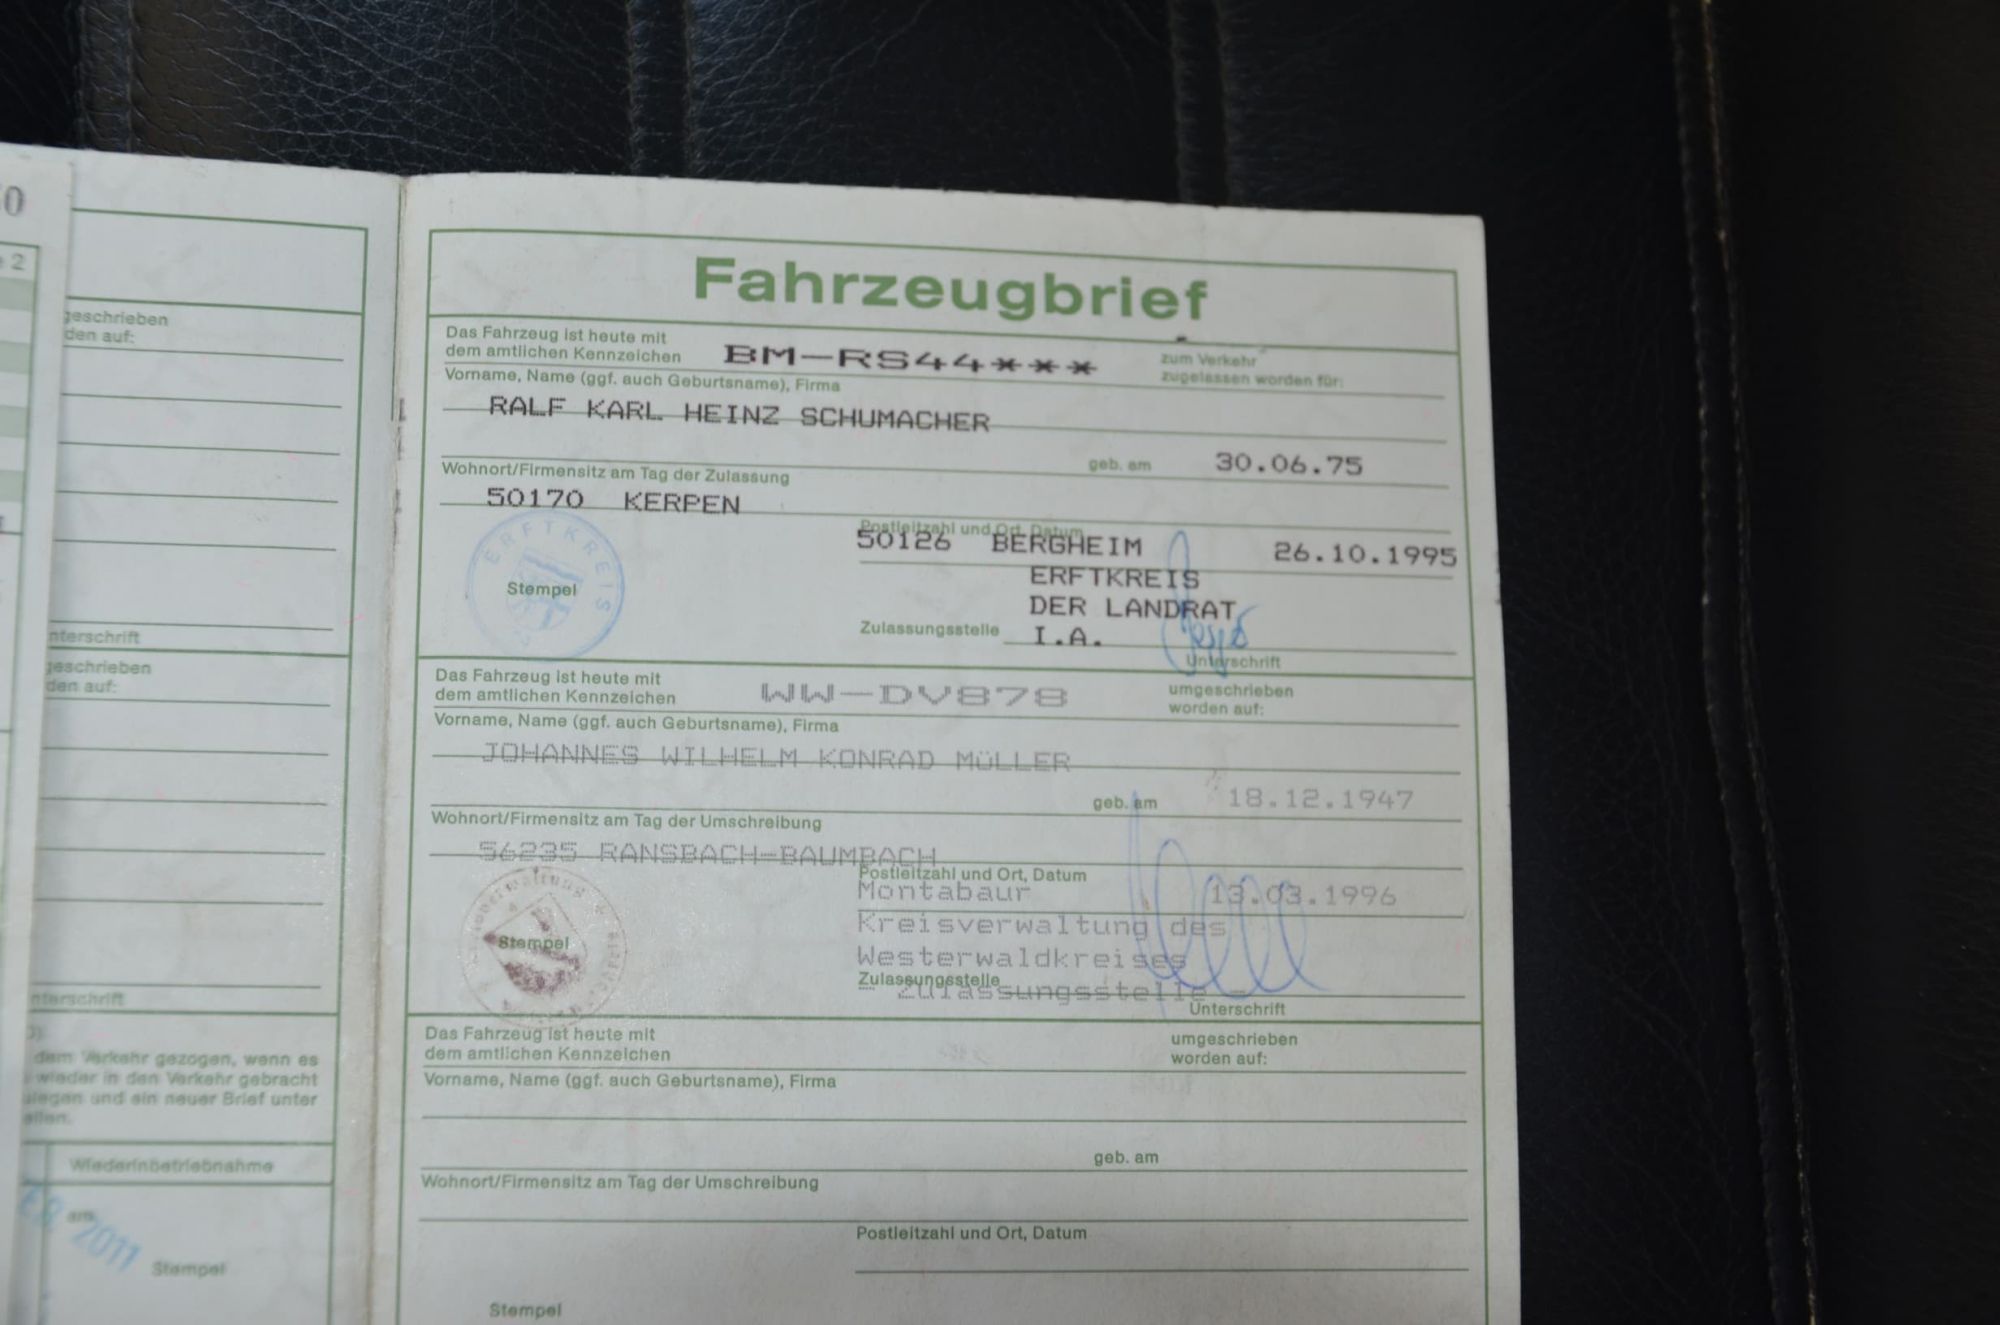 0
2
geschrieben
den auf:
nterschrift
geschrieben
den auf:
nterschrift
dem Verkehr gezogen, wenn es
wieder in den Verkehr gebracht
legen und ein neuer Brief unter
Wiederinbetriebnahme
am
EB 2011
Stempel
Fahrzeugbrief
Das Fahrzeug ist heute mit
dem amtlichen Kennzeichen BM-RS44*** zum Verkehr
zugelassen worden für:
Vorname, Name (ggf. auch Geburtsname), Firma
RALF KARL HEINZ SCHUMACHER
geb. am 30.06.75
Wohnort/Firmensitz am Tag der Zulassung
50170 KERPEN
Postleitzahl und Ort, Datum
50126 BERGHEIM 26.10.1995
ERFTKREIS
Stempel
ERFTKREIS
DER LANDRAT
Zulassungsstelle I.A.
Unterschrift
Das Fahrzeug ist heute mit
dem amtlichen Kennzeichen WW-DV878 umgeschrieben
worden auf:
Vorname, Name (ggf. auch Geburtsname), Firma
JOHANNES WILHELM KONRAD MÜLLER
geb. am 18.12.1947
Wohnort/Firmensitz am Tag der Umschreibung
56235 RANSBACH-BAUMBACH
Postleitzahl und Ort, Datum
Montabaur 13.03.1996
Kreisverwaltung des
Stempel
Westerwaldkreises
Zulassungsstelle
- Zulassungsstelle -
Unterschrift
Das Fahrzeug ist heute mit
dem amtlichen Kennzeichen umgeschrieben
worden auf:
Vorname, Name (ggf. auch Geburtsname), Firma
geb. am
Wohnort/Firmensitz am Tag der Umschreibung
Postleitzahl und Ort, Datum
Stempel